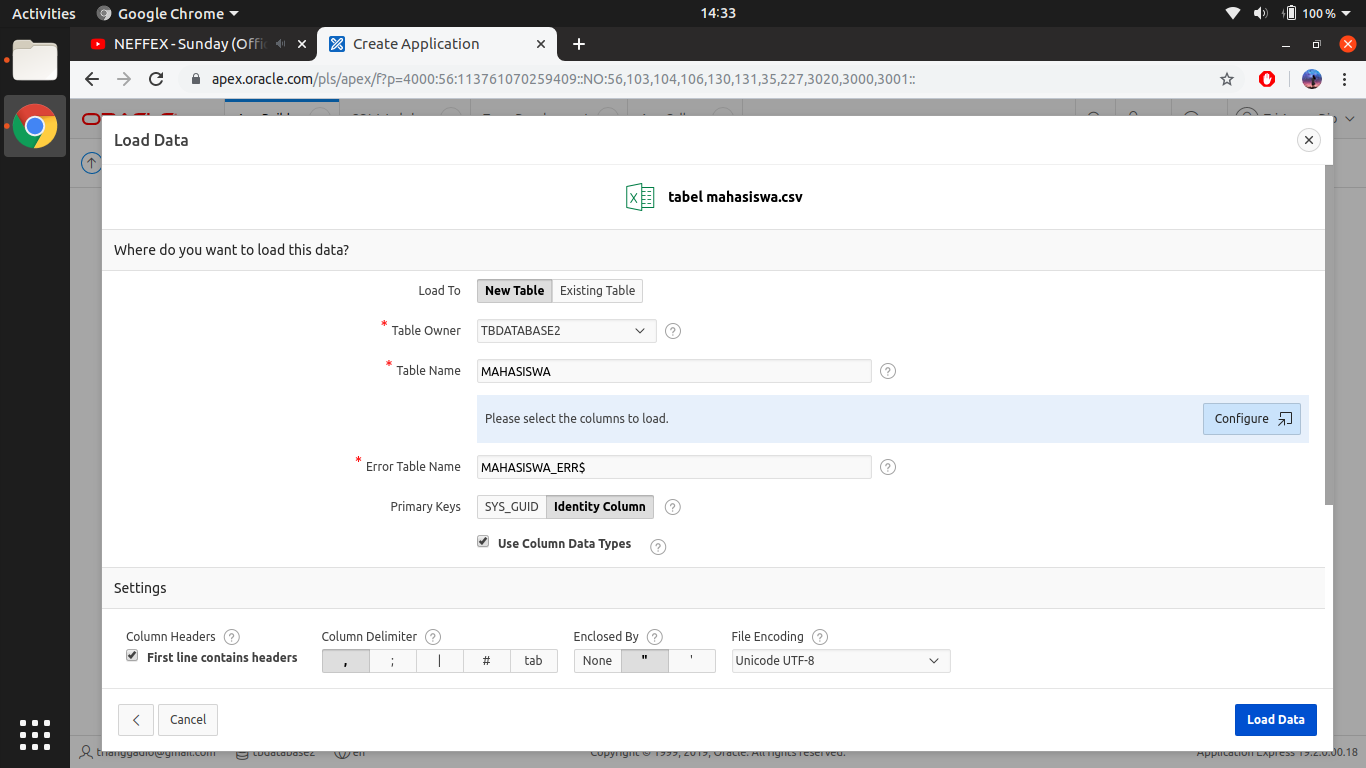 Activities Google Chrome 14:33 100 %
NEFFEX - Sunday (Offi Create Application
apex.oracle.com/pls/apex/f?p=4000:56:113761070259409::NO:56,103,104,106,130,131,35,227,3020,3000,3001::
Load Data
tabel mahasiswa.csv
Where do you want to load this data?
Load To New Table Existing Table
* Table Owner TBDATABASE2 ?
* Table Name MAHASISWA ?
Please select the columns to load. Configure
* Error Table Name MAHASISWA_ERR$ ?
Primary Keys SYS_GUID Identity Column ?
Use Column Data Types ?
Settings
Column Headers ? Column Delimiter ? Enclosed By ? File Encoding ?
First line contains headers , ; | # tab None " ' Unicode UTF-8
Cancel Load Data
trianggadio@gmail.com tbdatabase2 en Copyright © 1999, 2019, Oracle. All rights reserved. Application Express 19.2.0.00.18